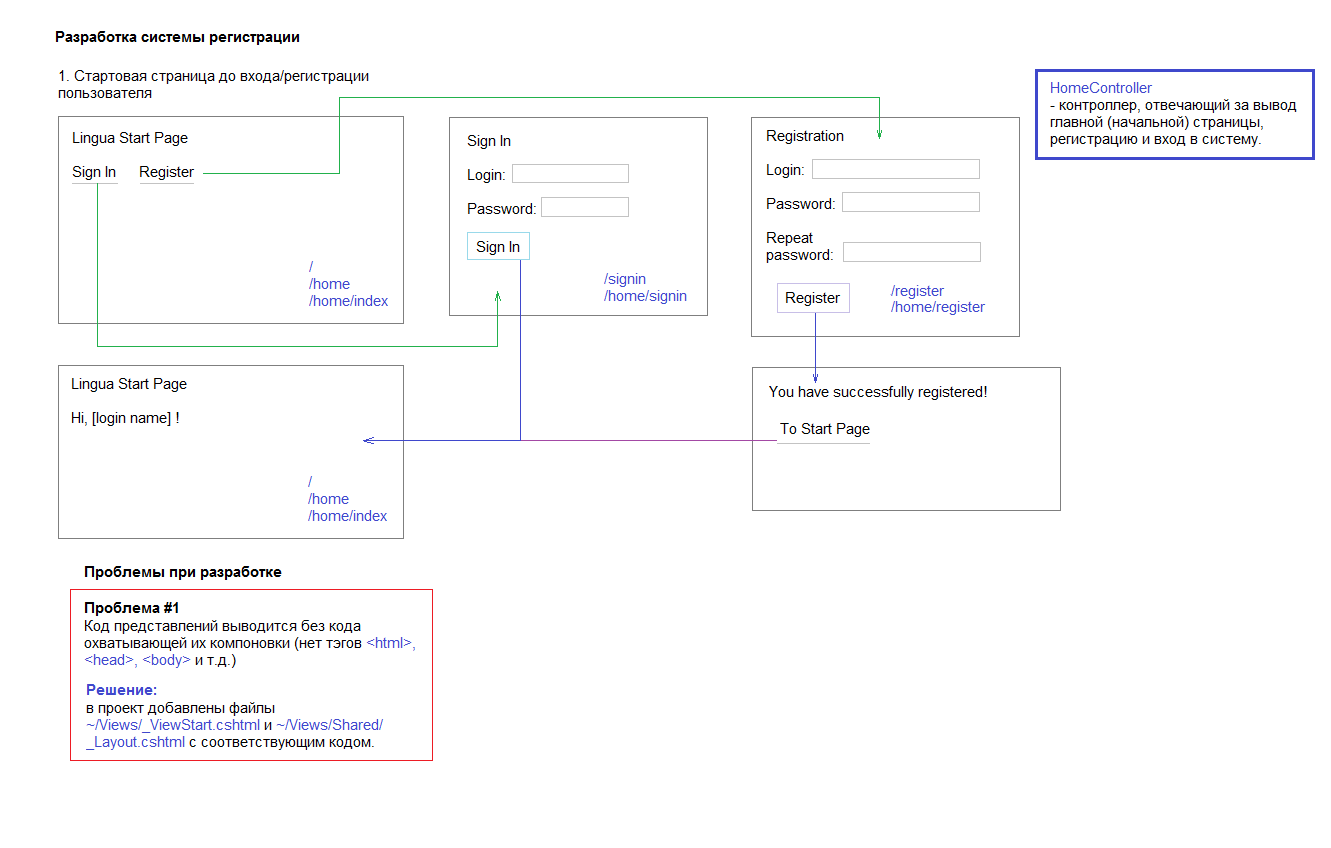 Разработка системы регистрации
1. Стартовая страница до входа/регистрации
пользователя
Lingua Start Page
Sign In
Register
/
/home
/home/index
Sign In
Login:
Password:
Sign In
/signin
/home/signin
Registration
Login:
Password:
Repeat
password:
Register
/register
/home/register
HomeController
- контроллер, отвечающий за вывод
главной (начальной) страницы,
регистрацию и вход в систему.
Lingua Start Page
Hi, [login name] !
/
/home
/home/index
You have successfully registered!
To Start Page
Проблемы при разработке
Проблема #1
Код представлений выводится без кода
охватывающей их компоновки (нет тэгов <html>,
<head>, <body> и т.д.)
Решение:
в проект добавлены файлы
~/Views/_ViewStart.cshtml и ~/Views/Shared/
_Layout.cshtml с соответствующим кодом.